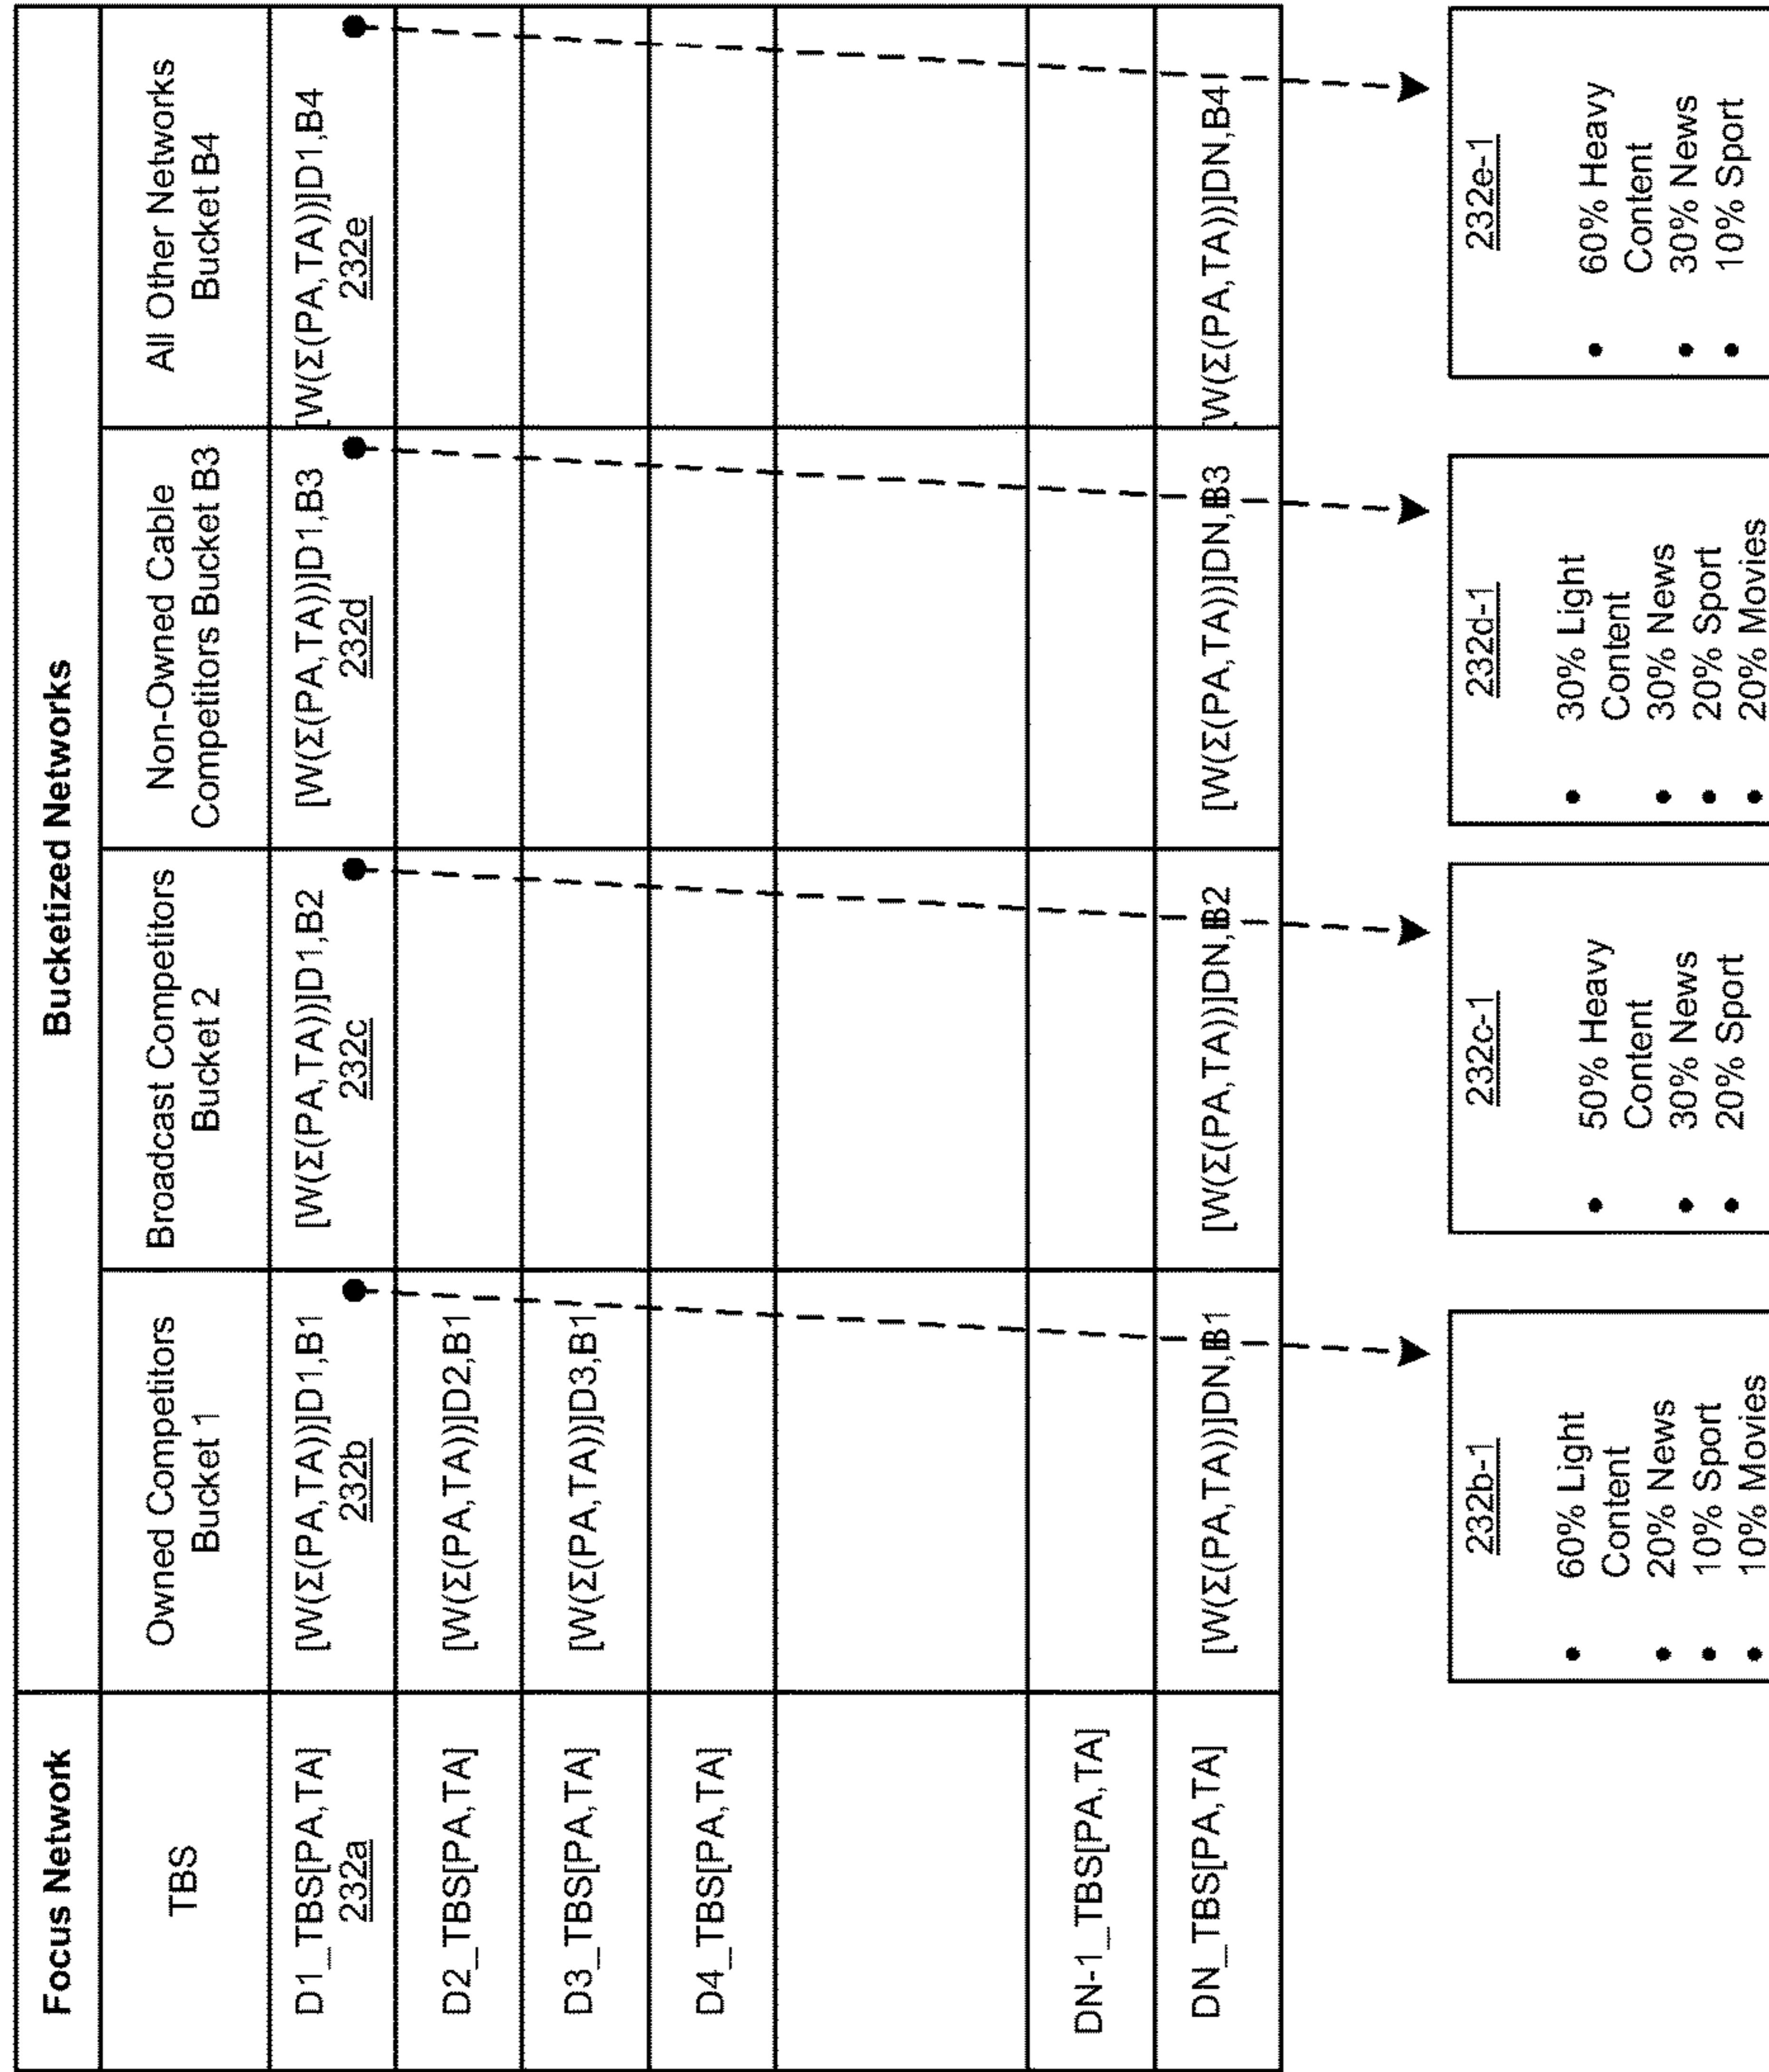 Focus Network
Bucketized Networks
TBS
Owned Competitors
Bucket 1
Broadcast Competitors
Bucket 2
Non-Owned Cable
Competitors Bucket B3
All Other Networks
Bucket B4
D1_TBS[PA,TA]
232a
[W(Σ(PA,TA))]D1,B1
232b
[W(Σ(PA,TA))]D1,B2
232c
[W(Σ(PA,TA))]D1,B3
232d
[W(Σ(PA,TA))]D1,B4
232e
D2_TBS[PA,TA]
[W(Σ(PA,TA))]D2,B1
D3_TBS[PA,TA]
[W(Σ(PA,TA))]D3,B1
D4_TBS[PA,TA]
DN-1_TBS[PA,TA]
DN_TBS[PA,TA]
[W(Σ(PA,TA))]DN,B1
[W(Σ(PA,TA))]DN,B2
[W(Σ(PA,TA))]DN,B3
[W(Σ(PA,TA))]DN,B4
232b-1
• 60% Light
Content
• 20% News
• 10% Sport
• 10% Movies
232c-1
• 50% Heavy
Content
• 30% News
• 20% Sport
232d-1
• 30% Light
Content
• 30% News
• 20% Sport
• 20% Movies
232e-1
• 60% Heavy
Content
• 30% News
• 10% Sport